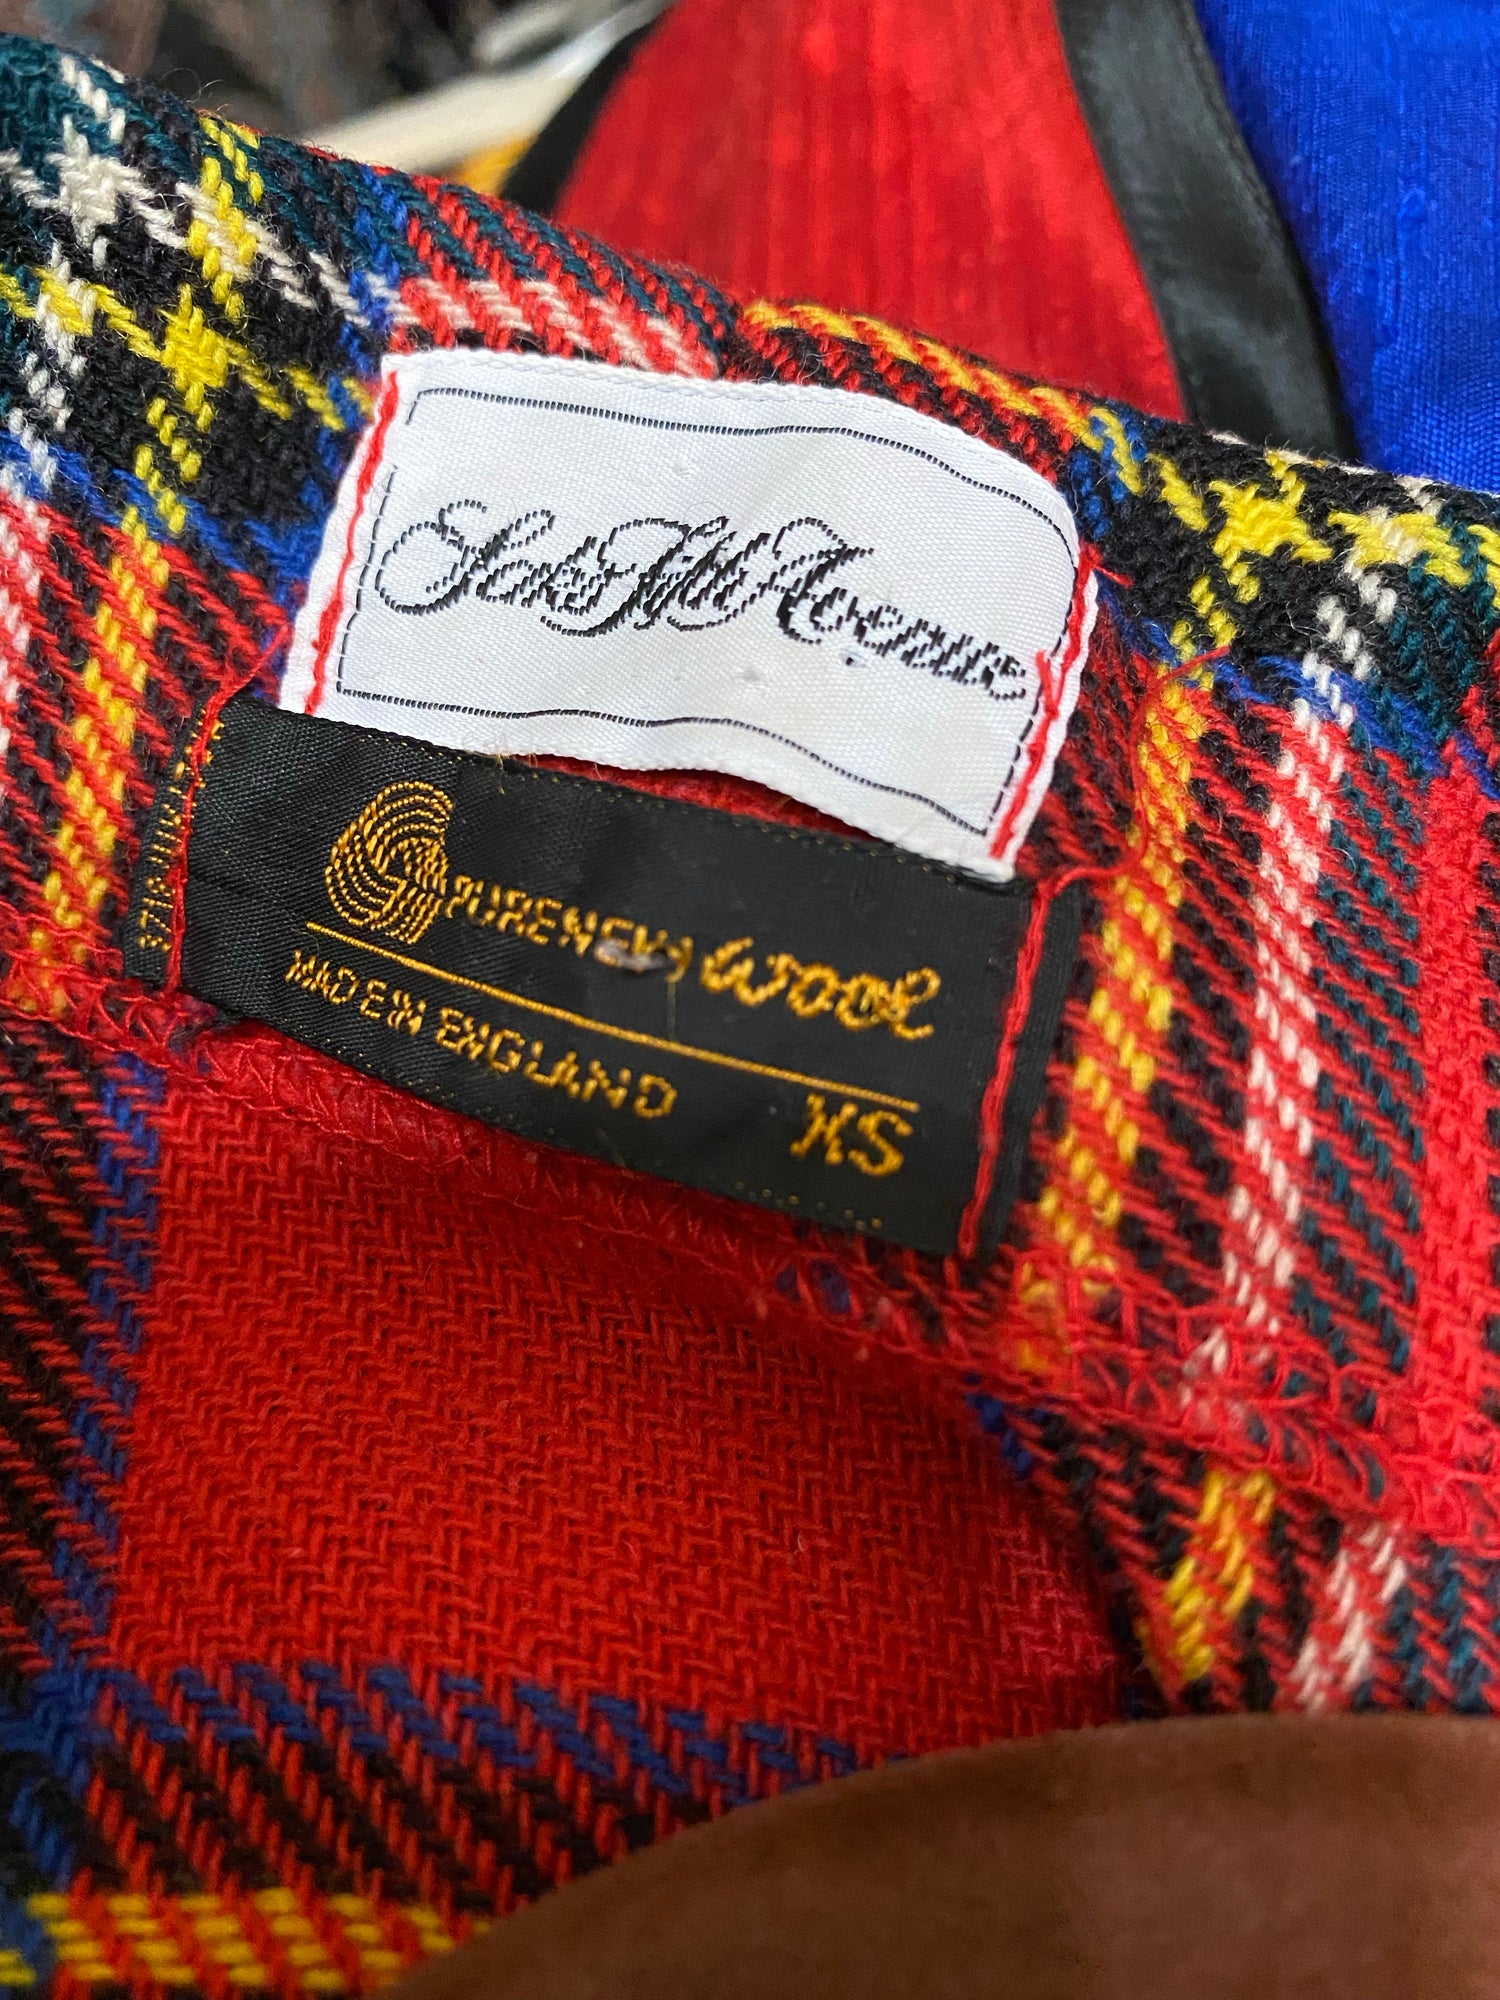 Saks Fifth Avenue
PURE NEW wool
MADE IN ENGLAND
XS